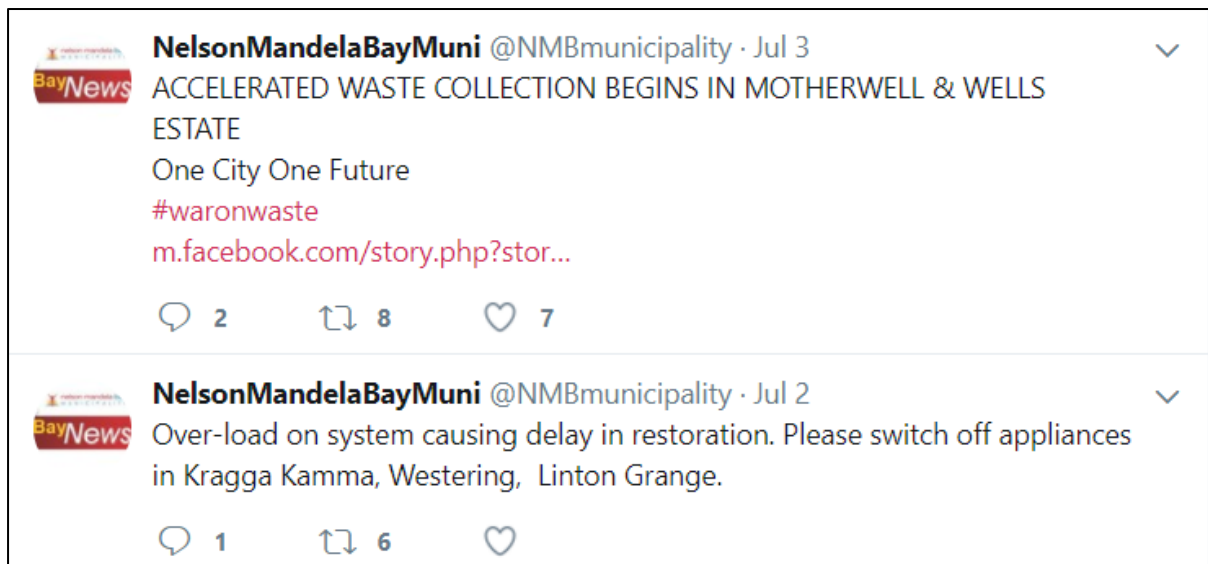 NelsonMandelaBayMuni @NMBmunicipality · Jul 3
BayNews
ACCELERATED WASTE COLLECTION BEGINS IN MOTHERWELL & WELLS
ESTATE
One City One Future
#waronwaste
m.facebook.com/story.php?stor...
2 8 7
NelsonMandelaBayMuni @NMBmunicipality · Jul 2
BayNews
Over-load on system causing delay in restoration. Please switch off appliances
in Kragga Kamma, Westering,  Linton Grange.
1 6